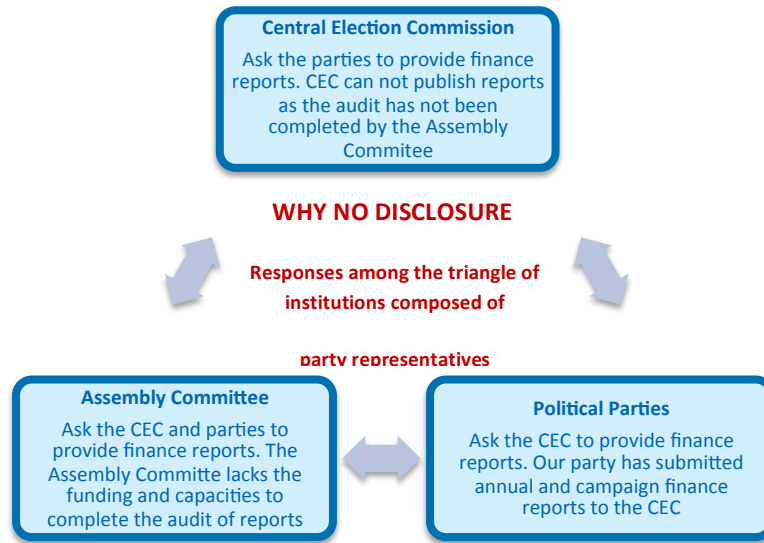 Central Election Commission
Ask the parties to provide finance
reports. CEC can not publish reports
as the audit has not been
completed by the Assembly
Commitee
WHY NO DISCLOSURE
Responses among the triangle of
institutions composed of
party representatives
Assembly Committee
Ask the CEC and parties to
provide finance reports. The
Assembly Committe lacks the
funding and capacities to
complete the audit of reports
Political Parties
Ask the CEC to provide finance
reports. Our party has submitted
annual and campaign finance
reports to the CEC